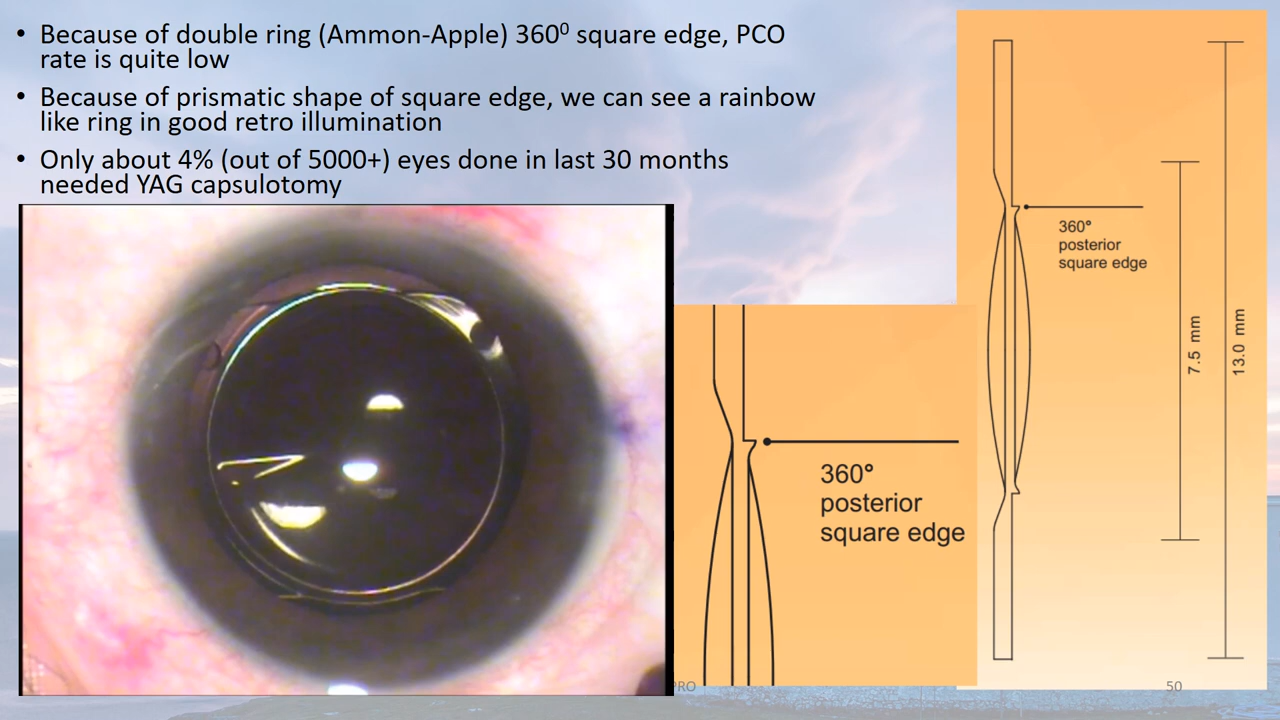 • Because of double ring (Ammon-Apple) 360⁰ square edge, PCO
rate is quite low
• Because of prismatic shape of square edge, we can see a rainbow
like ring in good retro illumination
• Only about 4% (out of 5000+) eyes done in last 30 months
needed YAG capsulotomy
360°
posterior
square edge
7.5 mm
13.0 mm
360°
posterior
square edge
PRO
50